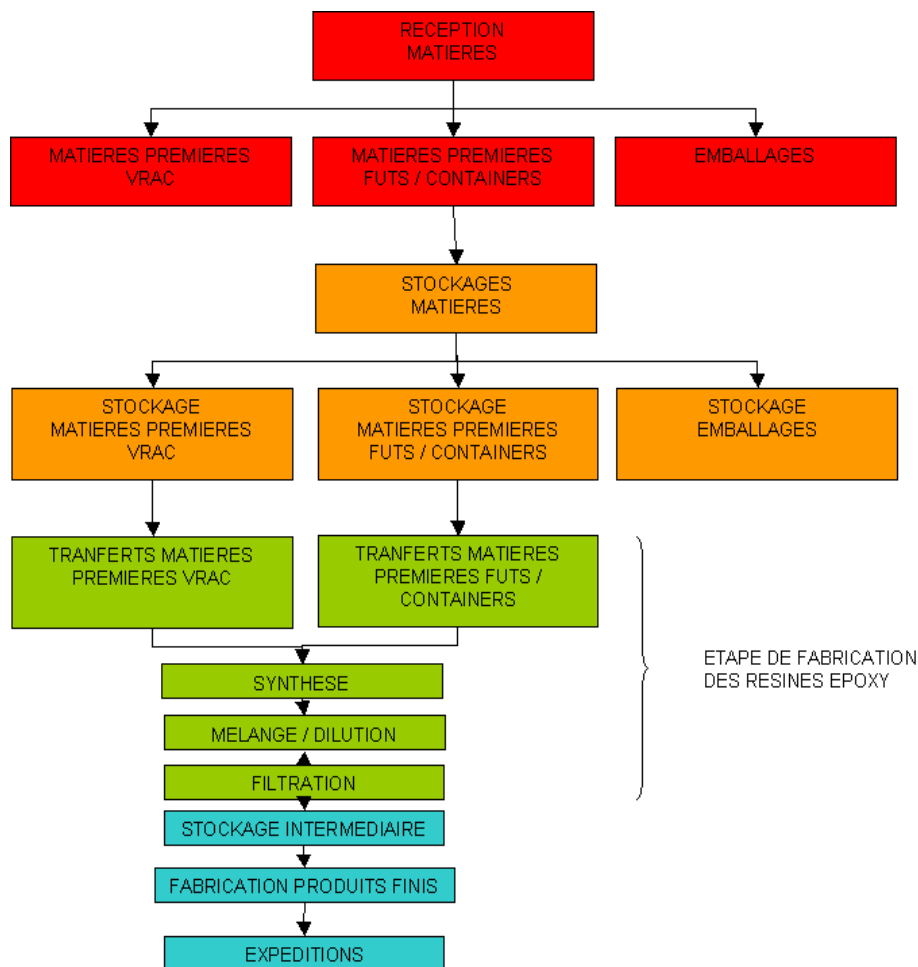 RECEPTION
MATIERES
MATIERES PREMIERES
VRAC
MATIERES PREMIERES
FUTS / CONTAINERS
EMBALLAGES
STOCKAGES
MATIERES
STOCKAGE
MATIERES PREMIERES
VRAC
STOCKAGE
MATIERES PREMIERES
FUTS / CONTAINERS
STOCKAGE
EMBALLAGES
TRANFERTS MATIERES
PREMIERES VRAC
TRANFERTS MATIERES
PREMIERES FUTS /
CONTAINERS
ETAPE DE FABRICATION
DES RESINES EPOXY
SYNTHESE
MELANGE / DILUTION
FILTRATION
STOCKAGE INTERMEDIAIRE
FABRICATION PRODUITS FINIS
EXPEDITIONS